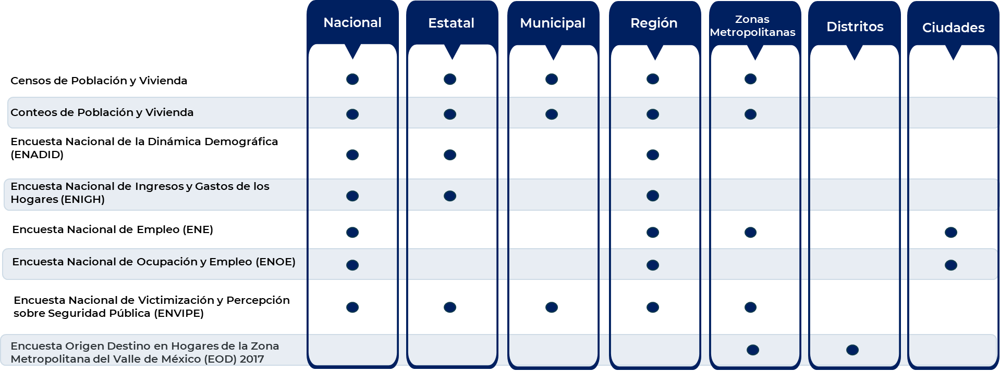 Nacional
Estatal
Municipal
Región
Zonas
Metropolitanas
Distritos
Ciudades
Censos de Población y Vivienda
Conteos de Población y Vivienda
Encuesta Nacional de la Dinámica Demográfica
(ENADID)
Encuesta Nacional de Ingresos y Gastos de los
Hogares (ENIGH)
Encuesta Nacional de Empleo (ENE)
Encuesta Nacional de Ocupación y Empleo (ENOE)
Encuesta Nacional de Victimización y Percepción
sobre Seguridad Pública (ENVIPE)
Encuesta Origen Destino en Hogares de la Zona
Metropolitana del Valle de México (EOD) 2017